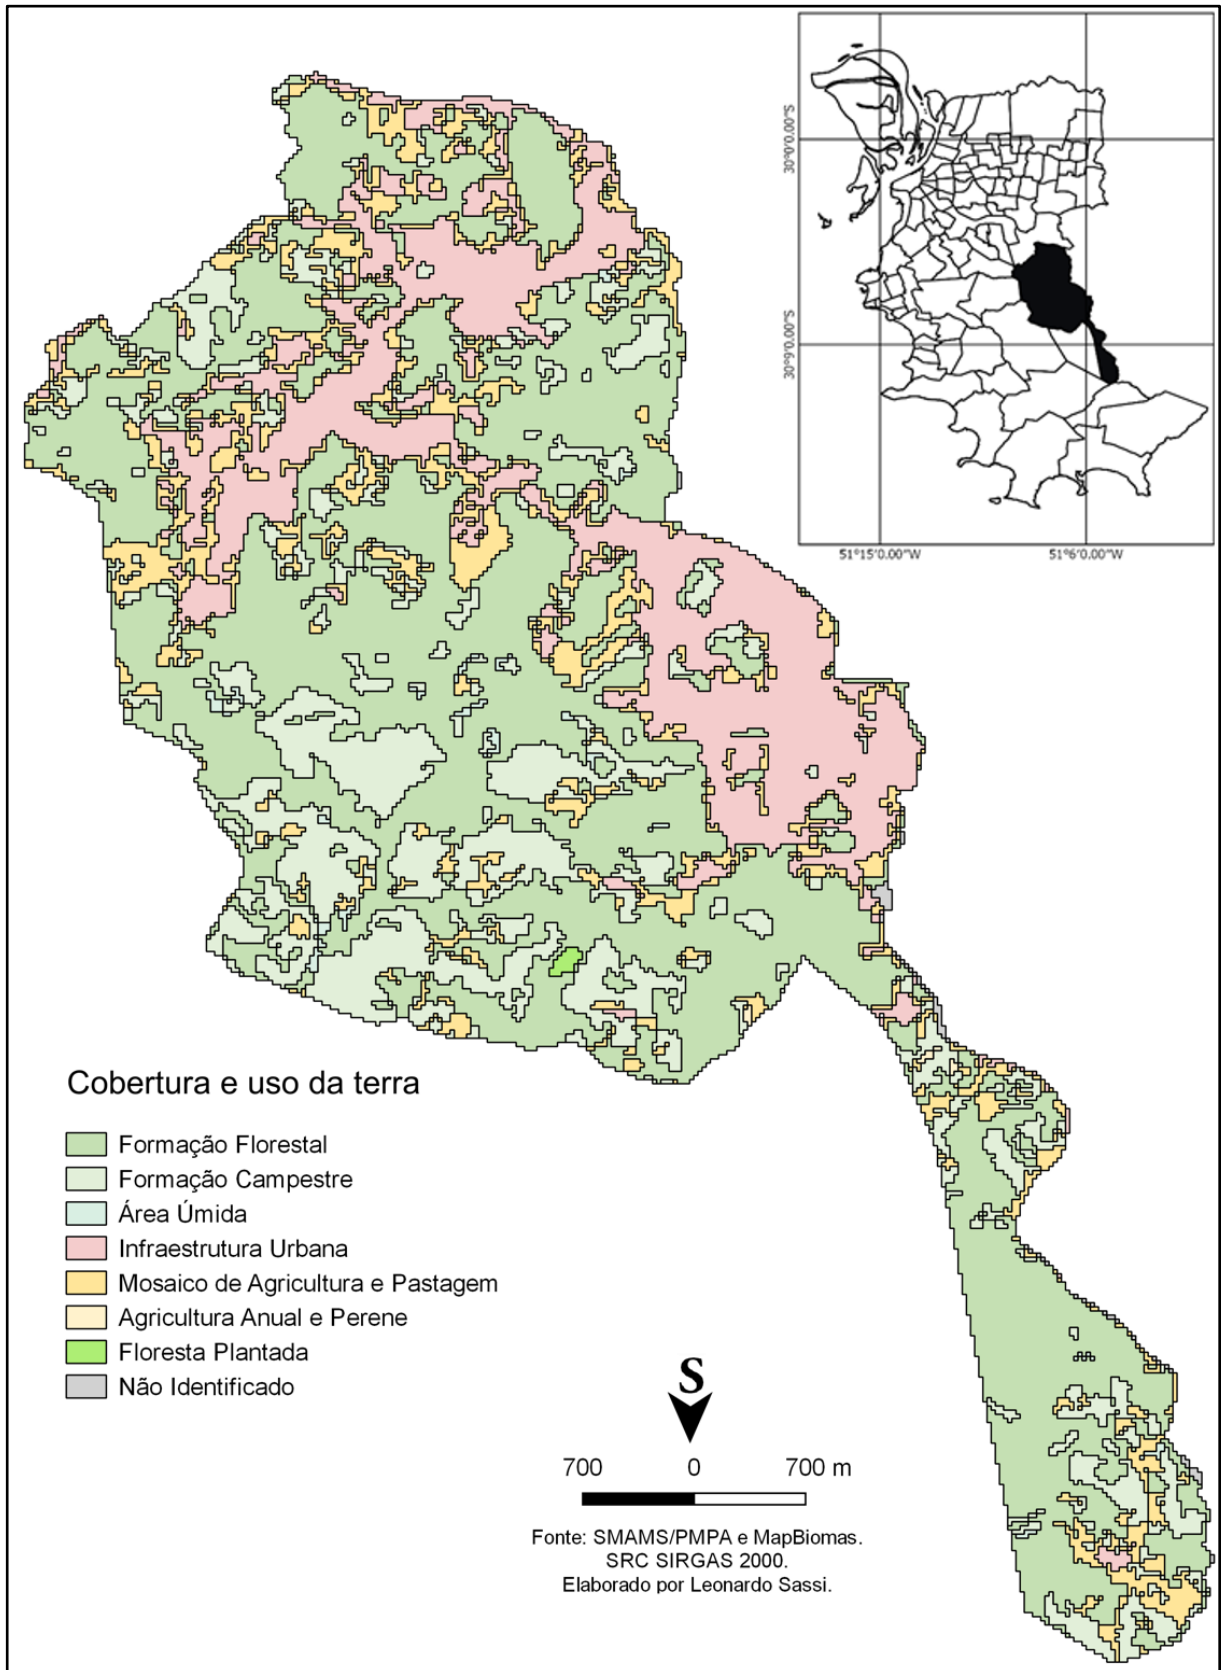 30°0'0.00"S
30°9'0.00"S
51°15'0.00"W
51°6'0.00"W
Cobertura e uso da terra
Formação Florestal
Formação Campestre
Área Úmida
Infraestrutura Urbana
Mosaico de Agricultura e Pastagem
Agricultura Anual e Perene
Floresta Plantada
Não Identificado
S
700 0 700 m
Fonte: SMAMS/PMPA e MapBiomas.
SRC SIRGAS 2000.
Elaborado por Leonardo Sassi.